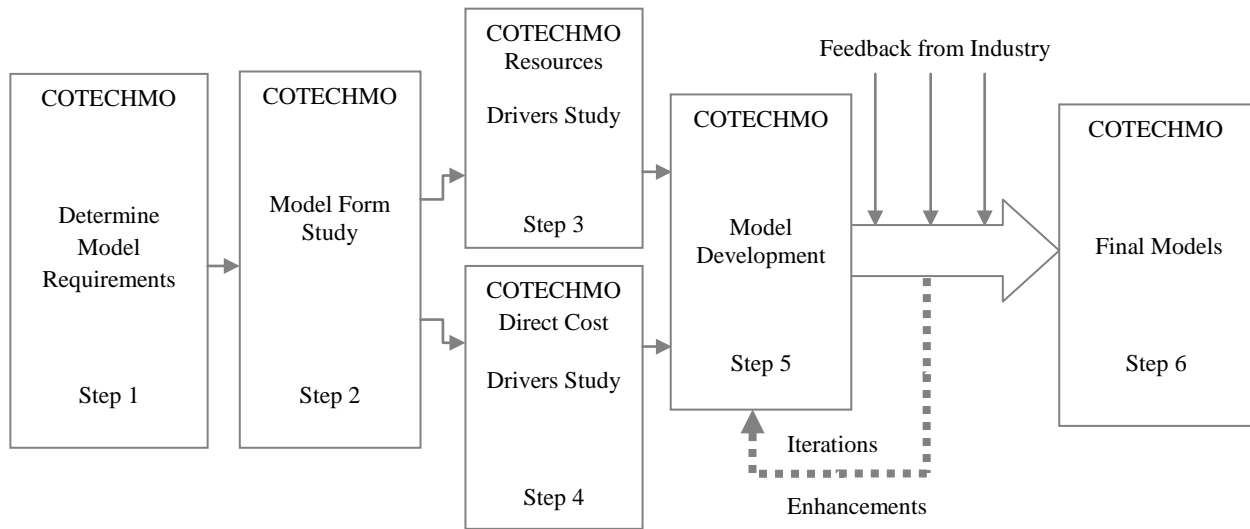 COTECHMO
Determine
Model
Requirements
Step 1
COTECHMO
Model Form
Study
Step 2
COTECHMO
Resources
Drivers Study
Step 3
COTECHMO
Direct Cost
Drivers Study
Step 4
COTECHMO
Model
Development
Step 5
Feedback from Industry
Iterations
Enhancements
COTECHMO
Final Models
Step 6